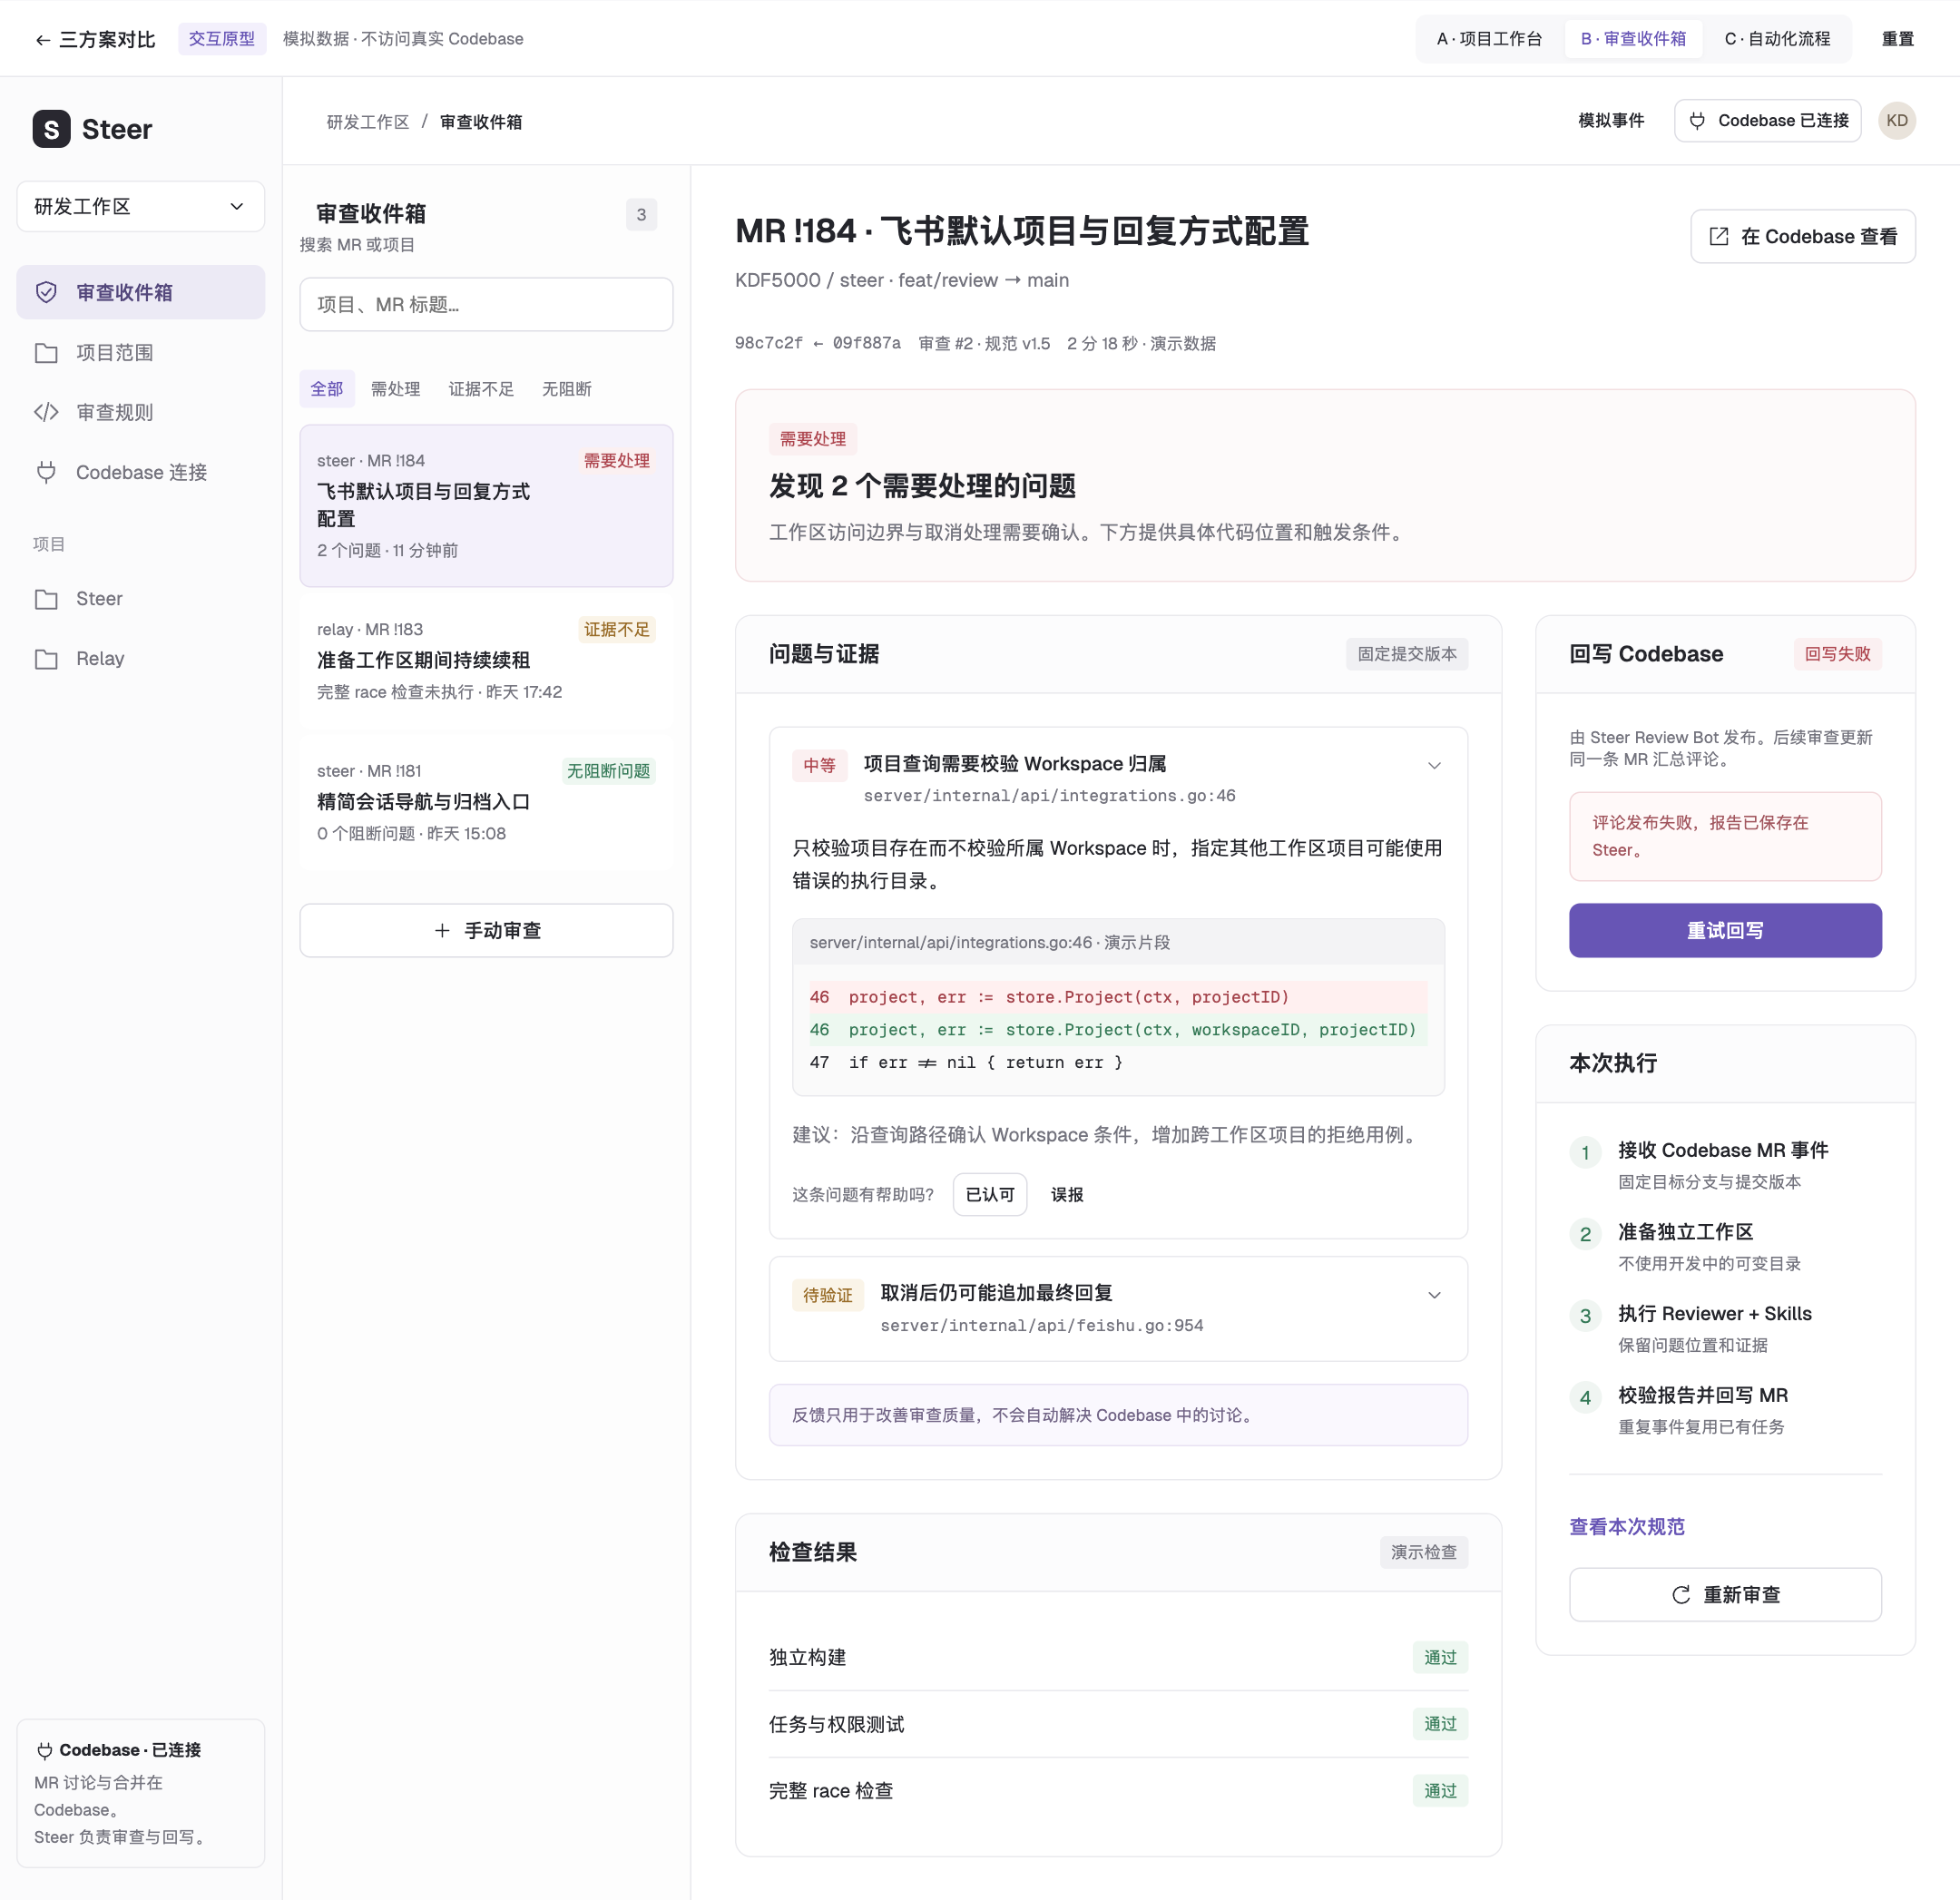 ← 三方案对比
交互原型
模拟数据 · 不访问真实 Codebase
A · 项目工作台
B · 审查收件箱
C · 自动化流程
重置
S Steer
研发工作区
审查收件箱
项目范围
审查规则
Codebase 连接
项目
Steer
Relay
Codebase · 已连接
MR 讨论与合并在
Codebase。
Steer 负责审查与回写。
研发工作区 / 审查收件箱
模拟事件
Codebase 已连接
KD
审查收件箱
3
搜索 MR 或项目
项目、MR 标题...
全部
需处理
证据不足
无阻断
steer · MR !184
需要处理
飞书默认项目与回复方式
配置
2 个问题 · 11 分钟前
relay · MR !183
证据不足
准备工作区期间持续续租
完整 race 检查未执行 · 昨天 17:42
steer · MR !181
无阻断问题
精简会话导航与归档入口
0 个阻断问题 · 昨天 15:08
+ 手动审查
MR !184 · 飞书默认项目与回复方式配置
在 Codebase 查看
KDF5000 / steer · feat/review → main
98c7c2f ← 09f887a 审查 #2 · 规范 v1.5 2 分 18 秒 · 演示数据
需要处理
发现 2 个需要处理的问题
工作区访问边界与取消处理需要确认。下方提供具体代码位置和触发条件。
问题与证据
固定提交版本
中等
项目查询需要校验 Workspace 归属
server/internal/api/integrations.go:46
只校验项目存在而不校验所属 Workspace 时，指定其他工作区项目可能使用
错误的执行目录。
server/internal/api/integrations.go:46 · 演示片段
46 project, err := store.Project(ctx, projectID)
46 project, err := store.Project(ctx, workspaceID, projectID)
47 if err != nil { return err }
建议：沿查询路径确认 Workspace 条件，增加跨工作区项目的拒绝用例。
这条问题有帮助吗?
已认可
误报
待验证
取消后仍可能追加最终回复
server/internal/api/feishu.go:954
反馈只用于改善审查质量，不会自动解决 Codebase 中的讨论。
检查结果
演示检查
独立构建
通过
任务与权限测试
通过
完整 race 检查
通过
回写 Codebase
回写失败
由 Steer Review Bot 发布。后续审查更新
同一条 MR 汇总评论。
评论发布失败，报告已保存在
Steer。
重试回写
本次执行
1 接收 Codebase MR 事件
固定目标分支与提交版本
2 准备独立工作区
不使用开发中的可变目录
3 执行 Reviewer + Skills
保留问题位置和证据
4 校验报告并回写 MR
重复事件复用已有任务
查看本次规范
重新审查